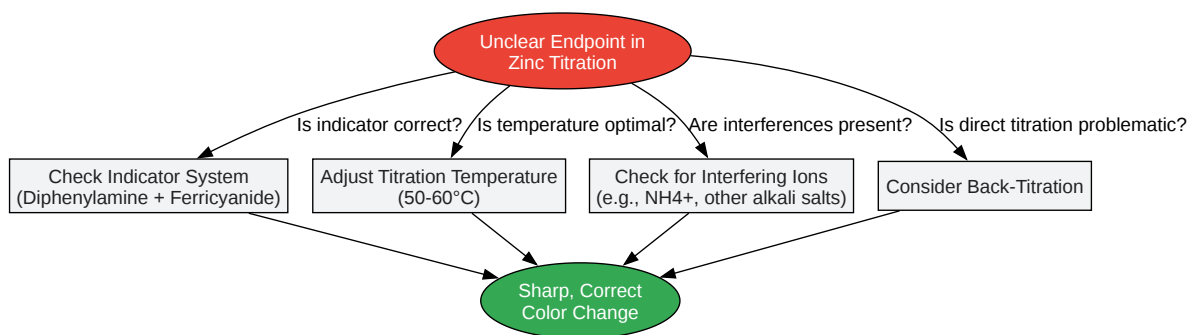 Unclear Endpoint in
Zinc Titration
Is indicator correct?
Is temperature optimal?
Are interferences present?
Is direct titration problematic?
Check Indicator System
(Diphenylamine + Ferricyanide)
Adjust Titration Temperature
(50-60°C)
Check for Interfering Ions
(e.g., NH4+, other alkali salts)
Consider Back-Titration
Sharp, Correct
Color Change